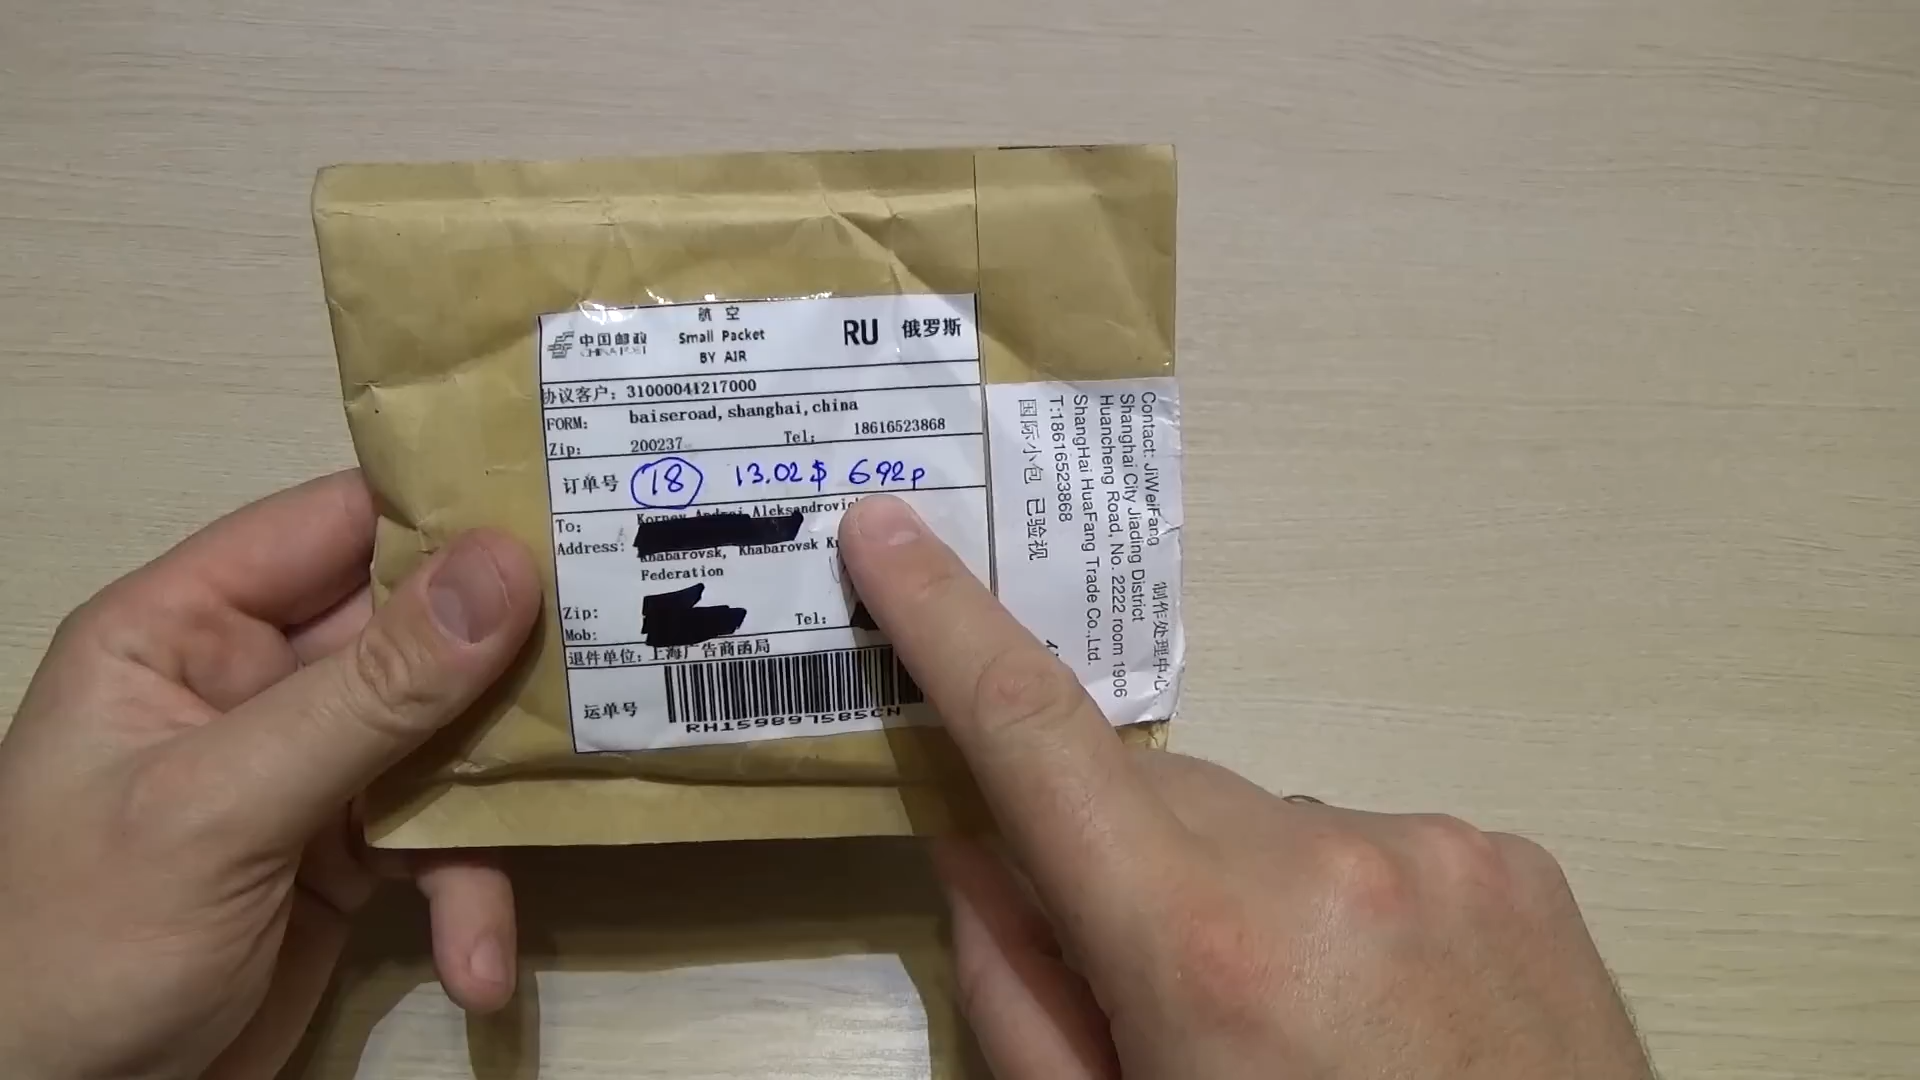 航 空
中国邮政 Small Packet RU 俄罗斯
CHINA POST BY AIR
协议客户: 31000041217000
FORM: baiseroad,shanghai,china
Zip: 200237 Tel: 18616523868
订单号 18 13.02$ 692р
To: Aleksandrovich
Address: Khabarovsk, Khabarovsk
Federation
Zip:
Tel:
Mob:
退件单位: 上海广告商函局
运单号
RH159897585CN
制作处理中心
Contact: JiWeiFang
Shanghai City Jiading District
Huancheng Road, No. 2222 room 1906
ShangHai HuaFang Trade Co.,Ltd.
T:18616523868
国际小包 已验视